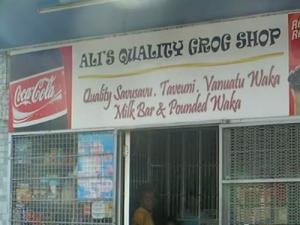 ALI'S QUALITY GROG SHOP
Coca-Cola
Quality Savusavu, Taveuni, Vanuatu Waka
Milk Bar & Pounded Waka